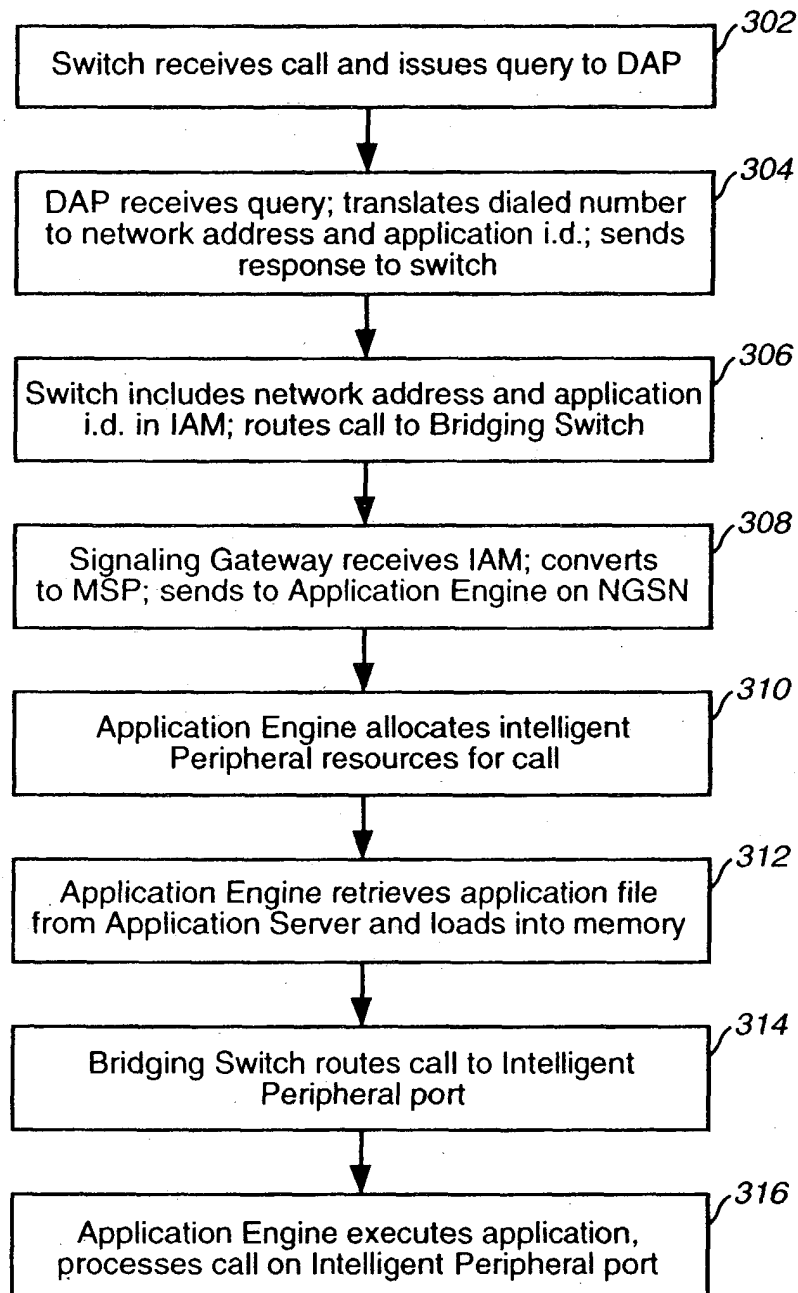 302
Switch receives call and issues query to DAP
304
DAP receives query; translates dialed number
to network address and application i.d.; sends
response to switch
306
Switch includes network address and application
i.d. in IAM; routes call to Bridging Switch
308
Signaling Gateway receives IAM; converts
to MSP; sends to Application Engine on NGSN
310
Application Engine allocates intelligent
Peripheral resources for call
312
Application Engine retrieves application file
from Application Server and loads into memory
314
Bridging Switch routes call to Intelligent
Peripheral port
316
Application Engine executes application,
processes call on Intelligent Peripheral port